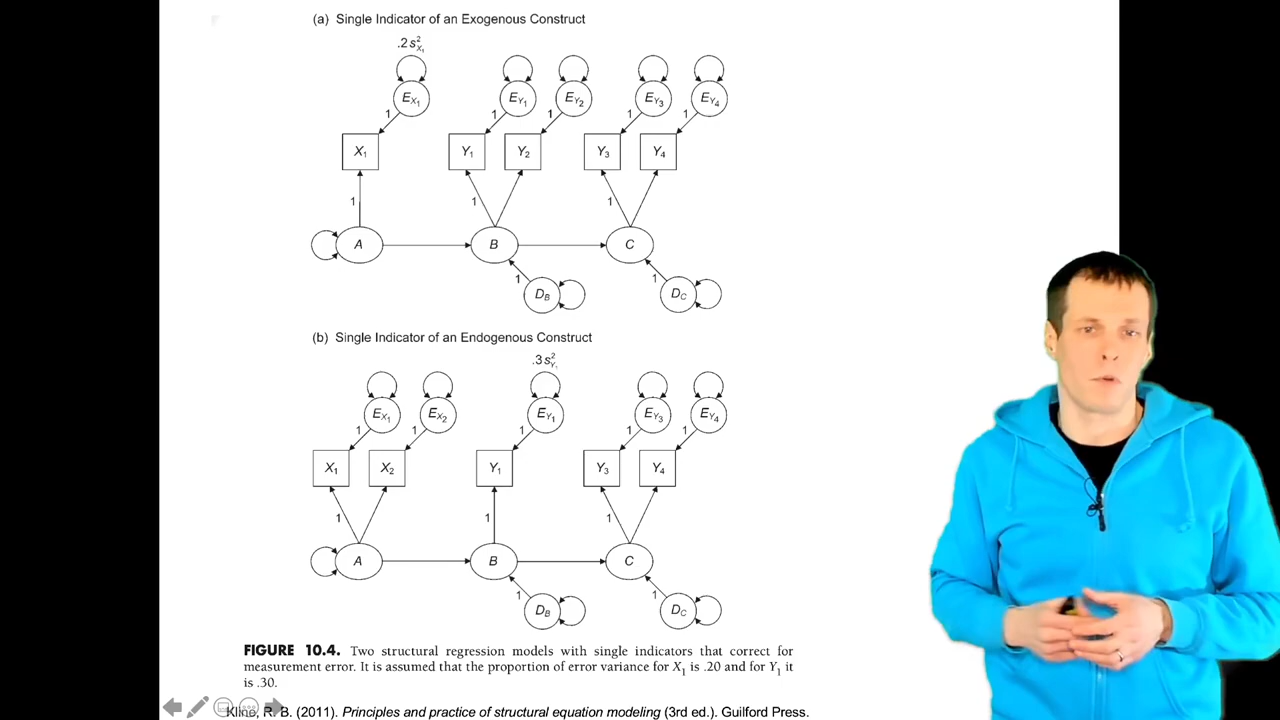 (a) Single Indicator of an Exogenous Construct
.2 s²X₁
EX₁ EY₁ EY₂ EY₃ EY₄
1 1 1 1 1
X₁ Y₁ Y₂ Y₃ Y₄
1 1 1
A B C
1 1
DB DC
(b) Single Indicator of an Endogenous Construct
.3 s²Y₁
EX₁ EX₂ EY₁ EY₃ EY₄
1 1 1 1 1
X₁ X₂ Y₁ Y₃ Y₄
1 1 1
A B C
1 1
DB DC
FIGURE 10.4. Two structural regression models with single indicators that correct for
measurement error. It is assumed that the proportion of error variance for X₁ is .20 and for Y₁ it
is .30.
Kline, R. B. (2011). Principles and practice of structural equation modeling (3rd ed.). Guilford Press.